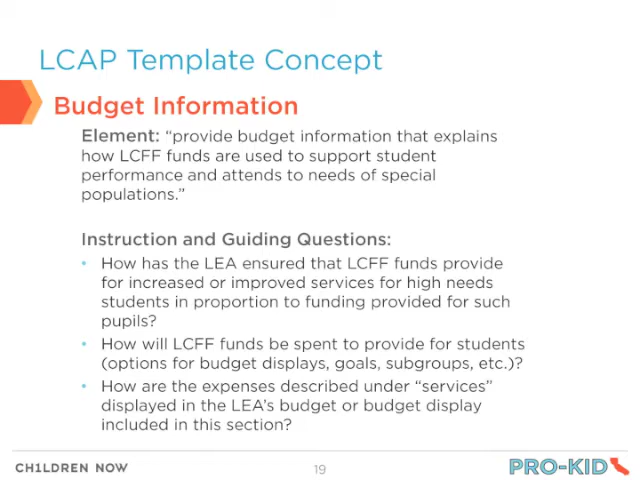 LCAP Template Concept
Budget Information
Element: “provide budget information that explains
how LCFF funds are used to support student
performance and attends to needs of special
populations.”
Instruction and Guiding Questions:
• How has the LEA ensured that LCFF funds provide
for increased or improved services for high needs
students in proportion to funding provided for such
pupils?
• How will LCFF funds be spent to provide for students
(options for budget displays, goals, subgroups, etc.)?
• How are the expenses described under “services”
displayed in the LEA’s budget or budget display
included in this section?
CH1LDREN NOW
19
PRO-KID